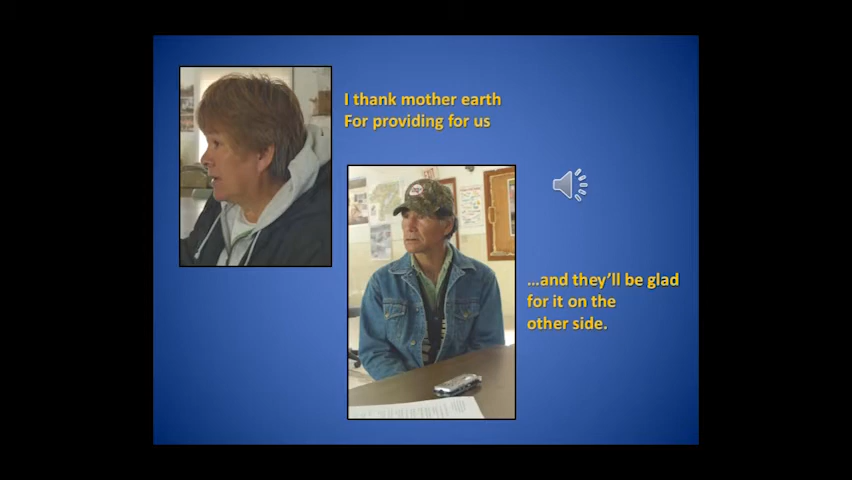 I thank mother earth
For providing for us
…and they’ll be glad
for it on the
other side.